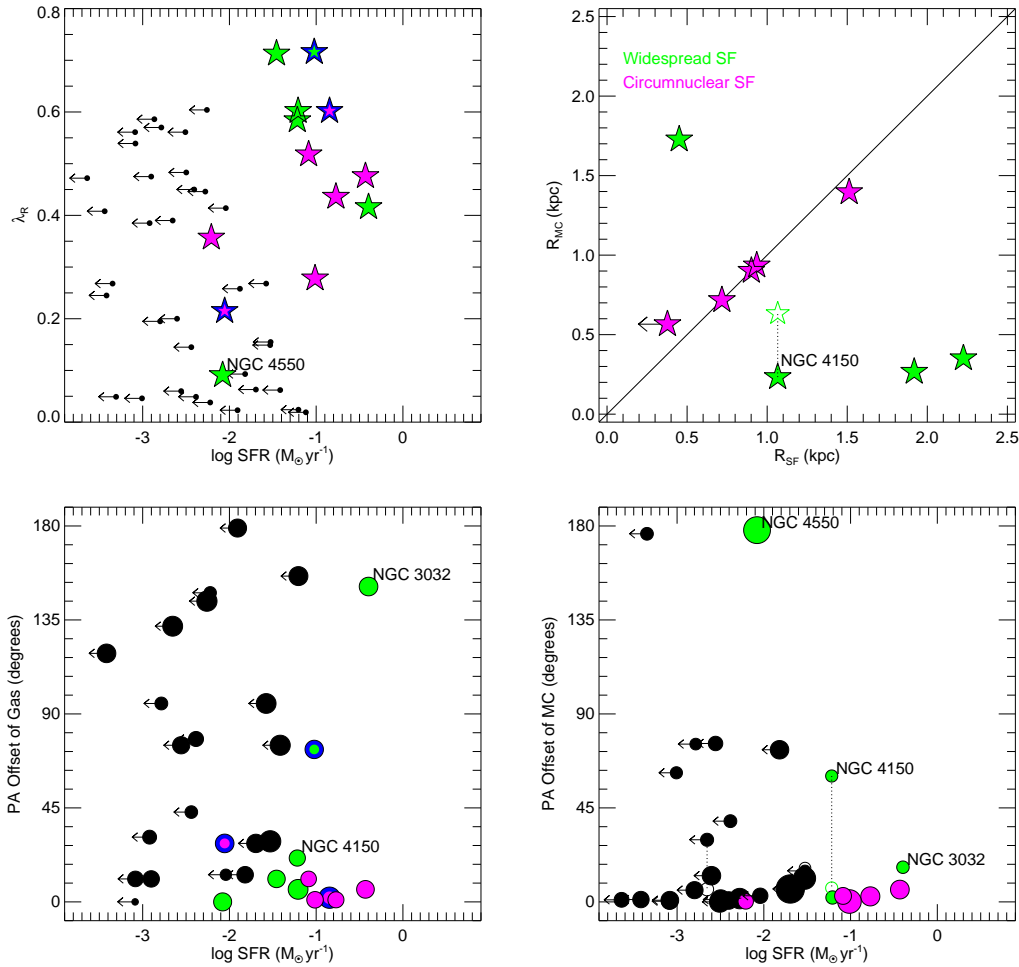 λR
0.8
0.6
0.4
0.2
0.0
NGC 4550
-3 -2 -1 0
log SFR (M⊙ yr-1)
RMC (kpc)
2.5
2.0
1.5
1.0
0.5
0.0
Widespread SF
Circumnuclear SF
NGC 4150
0.0 0.5 1.0 1.5 2.0 2.5
RSF (kpc)
PA Offset of Gas (degrees)
180
135
90
45
0
NGC 3032
NGC 4150
-3 -2 -1 0
log SFR (M⊙ yr-1)
PA Offset of MC (degrees)
180
135
90
45
0
NGC 4550
NGC 4150
NGC 3032
-3 -2 -1 0
log SFR (M⊙ yr-1)